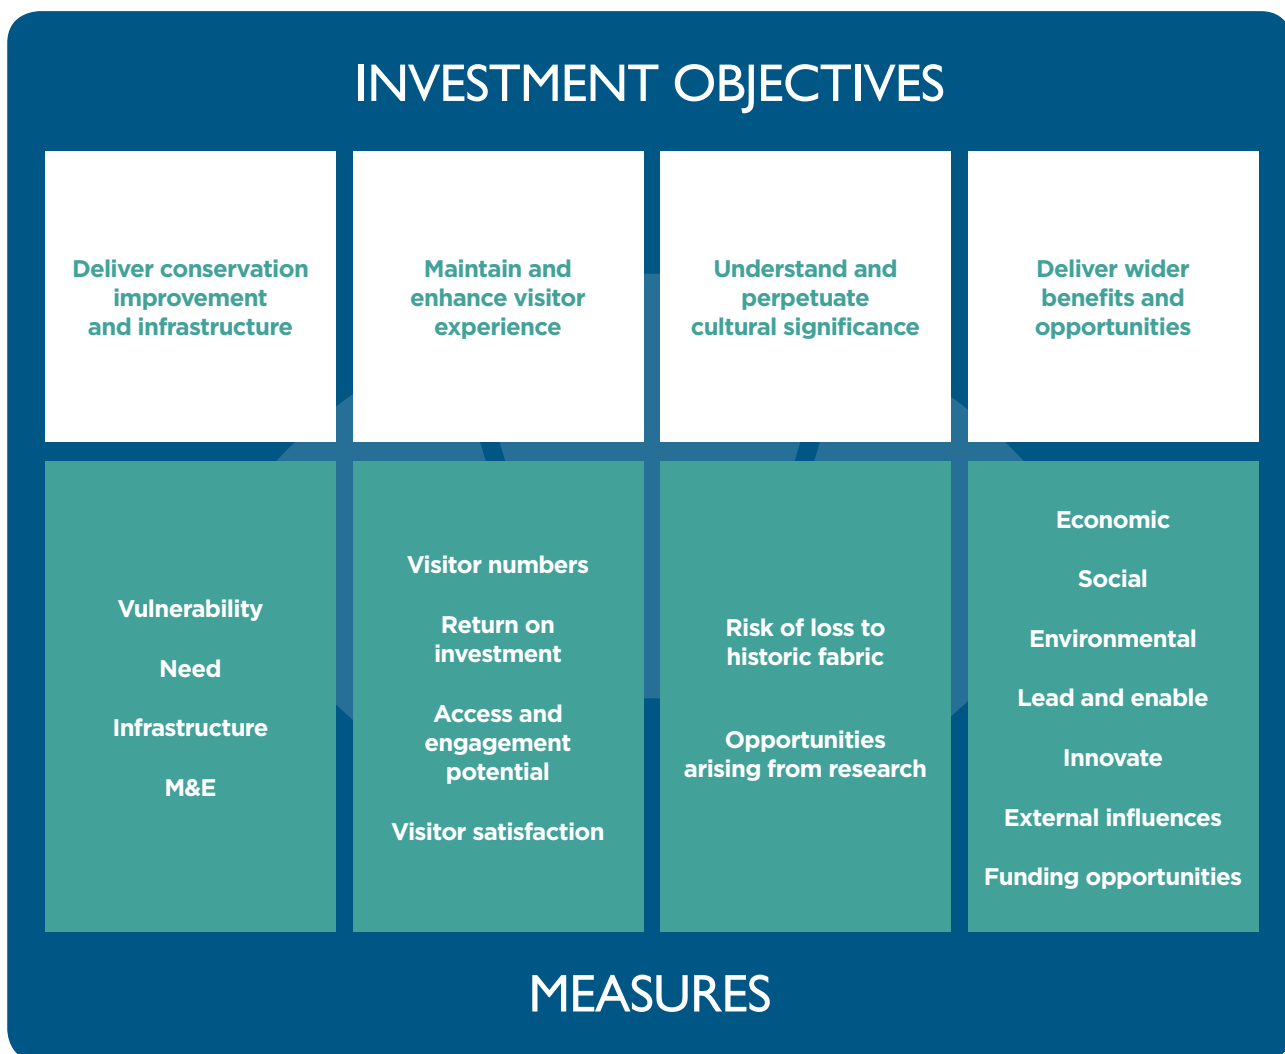 INVESTMENT OBJECTIVES
Deliver conservation
improvement
and infrastructure
Maintain and
enhance visitor
experience
Understand and
perpetuate
cultural significance
Deliver wider
benefits and
opportunities
Vulnerability
Need
Infrastructure
M&E
Visitor numbers
Return on
investment
Access and
engagement
potential
Visitor satisfaction
Risk of loss to
historic fabric
Opportunities
arising from research
Economic
Social
Environmental
Lead and enable
Innovate
External influences
Funding opportunities
MEASURES